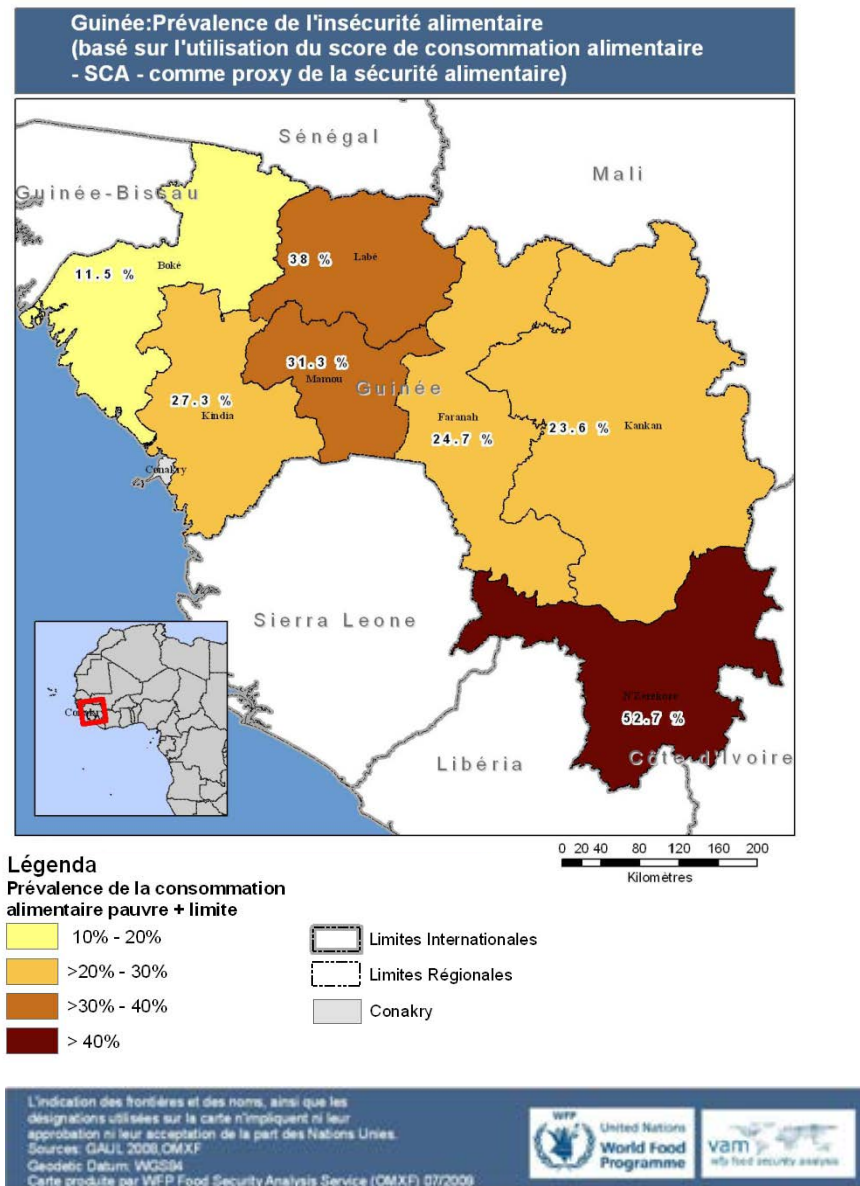 Guinée:Prévalence de l'insécurité alimentaire
(basé sur l'utilisation du score de consommation alimentaire
- SCA - comme proxy de la sécurité alimentaire)
Sénégal
Mali
Guinée-Bissau
Boké
11.5 %
38 %
Labé
31.3 %
Mamou
Guinée
27.3 %
Kindia
Faranah
24.7 %
23.6 %
Kankan
Conakry
Sierra Leone
N'Zerekore
52.7 %
Libéria
Côte d'Ivoire
Légenda
Prévalence de la consommation
alimentaire pauvre + limite
10% - 20%
>20% - 30%
>30% - 40%
> 40%
Limites Internationales
Limites Régionales
Conakry
0 20 40 80 120 160 200
Kilomètres
L'indication des frontières et des noms, ainsi que les
désignations utilisées sur la carte n'impliquent ni leur
approbation ni leur acceptation de la part des Nations Unies.
Sources: GAUL 2008,OMXF
Geodetic Datum: WGS84
Carte produite par WFP Food Security Analysis Service (OMXF) 07/2009
WFP
United Nations
World Food
Programme
vam
wfp food security analysis